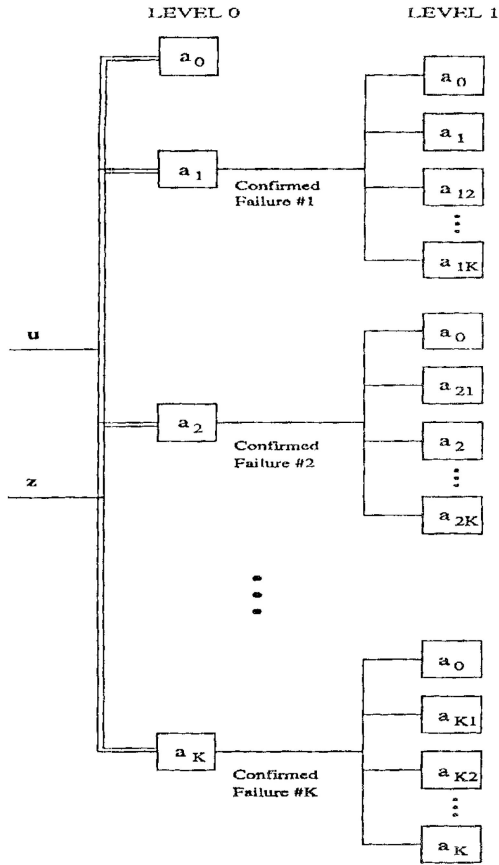 LEVEL 0
LEVEL 1
a0
a0
a1
Confirmed
Failure #1
a1
a12
a1K
u
a0
a21
a2
Confirmed
Failure #2
a2
z
a2K
a0
aK1
aK
Confirmed
Failure #K
aK2
aK